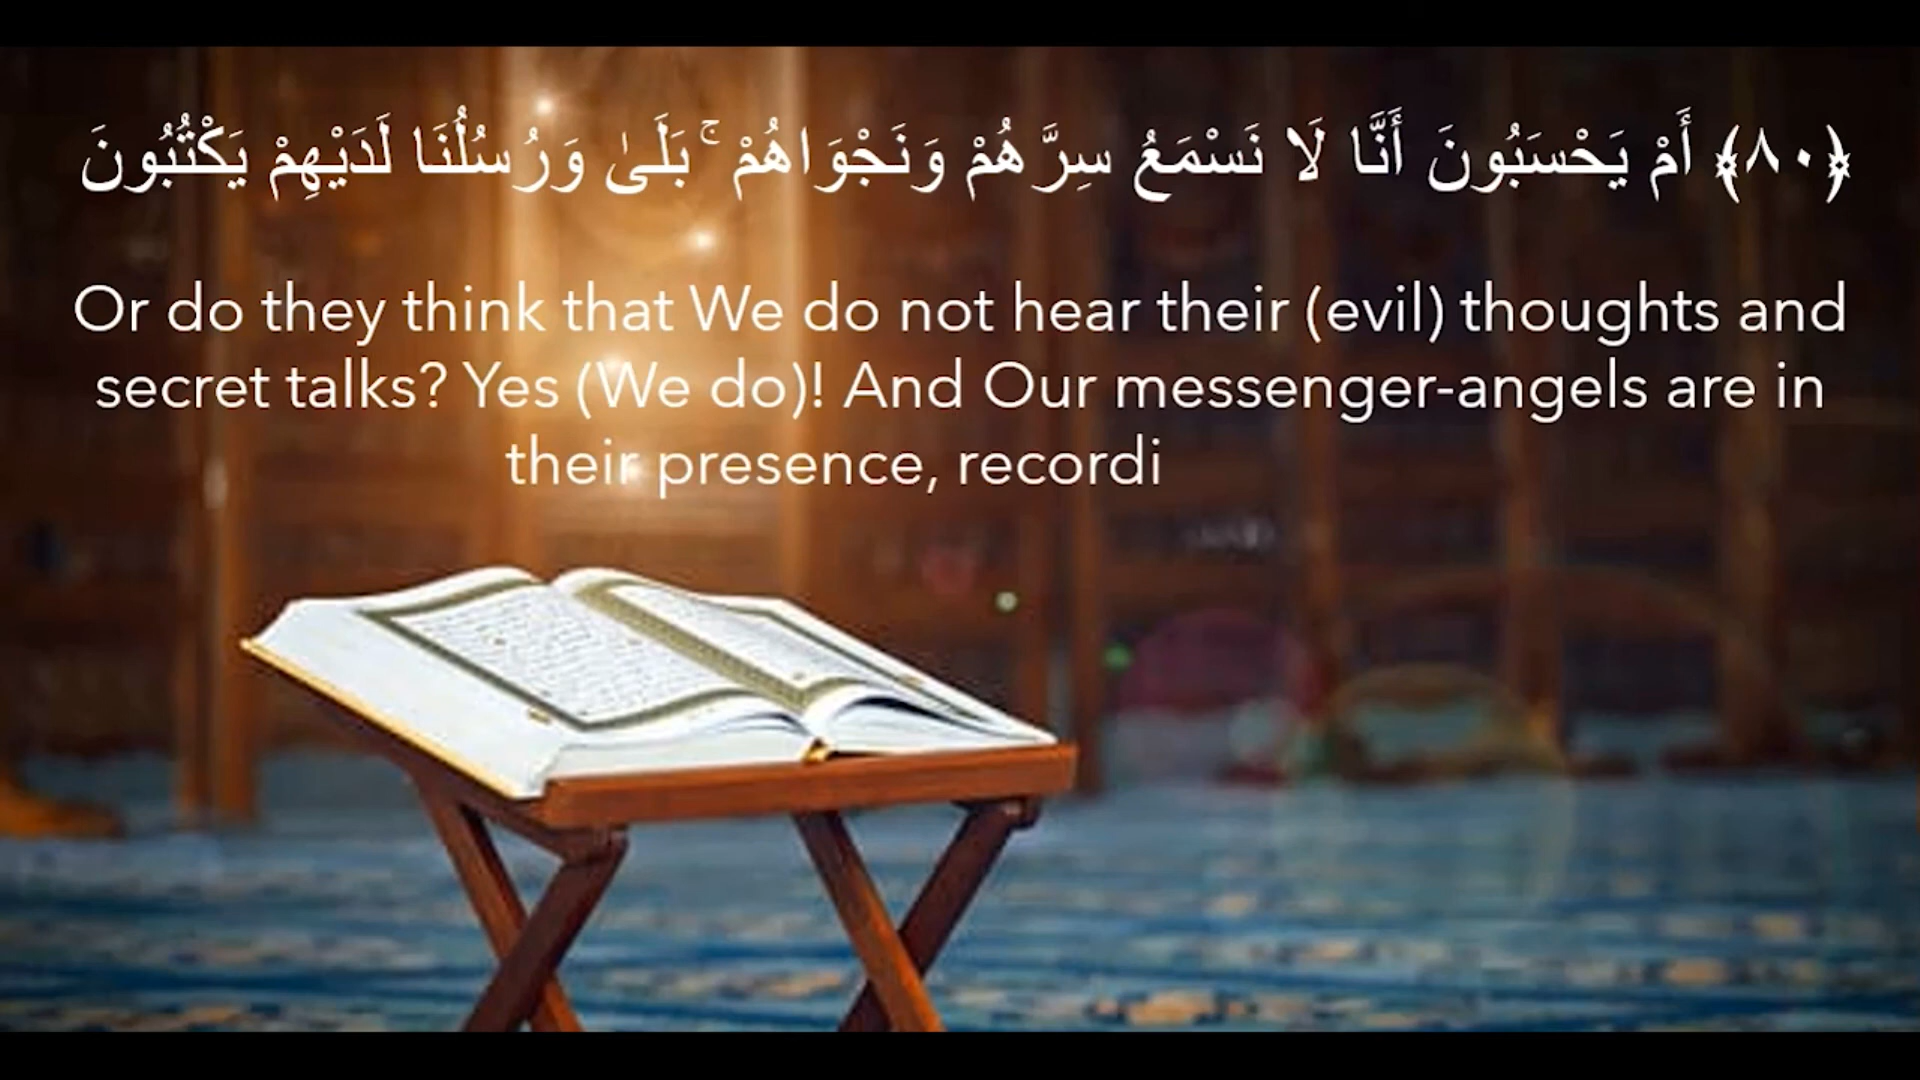 ﴿٨٠﴾ أَمْ يَحْسَبُونَ أَنَّا لَا نَسْمَعُ سِرَّهُمْ وَنَجْوَاهُمْ ۚ بَلَىٰ وَرُسُلُنَا لَدَيْهِمْ يَكْتُبُونَ
Or do they think that We do not hear their (evil) thoughts and
secret talks? Yes (We do)! And Our messenger-angels are in
their presence, recordi